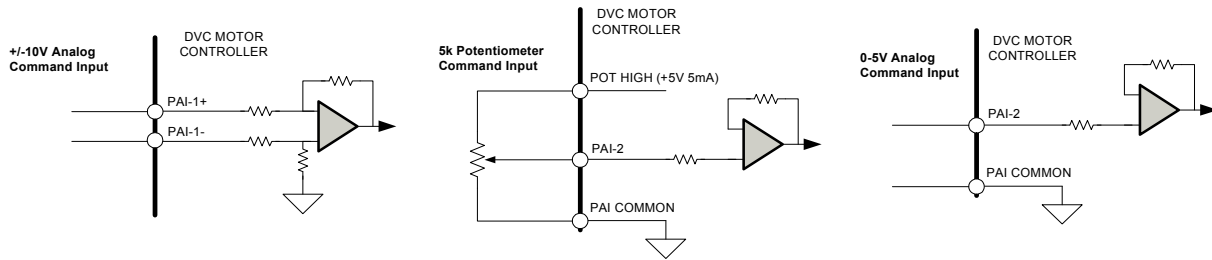 +/-10V Analog
Command Input
DVC MOTOR
CONTROLLER
PAI-1+
PAI-1-
5k Potentiometer
Command Input
DVC MOTOR
CONTROLLER
POT HIGH (+5V 5mA)
PAI-2
PAI COMMON
0-5V Analog
Command Input
DVC MOTOR
CONTROLLER
PAI-2
PAI COMMON